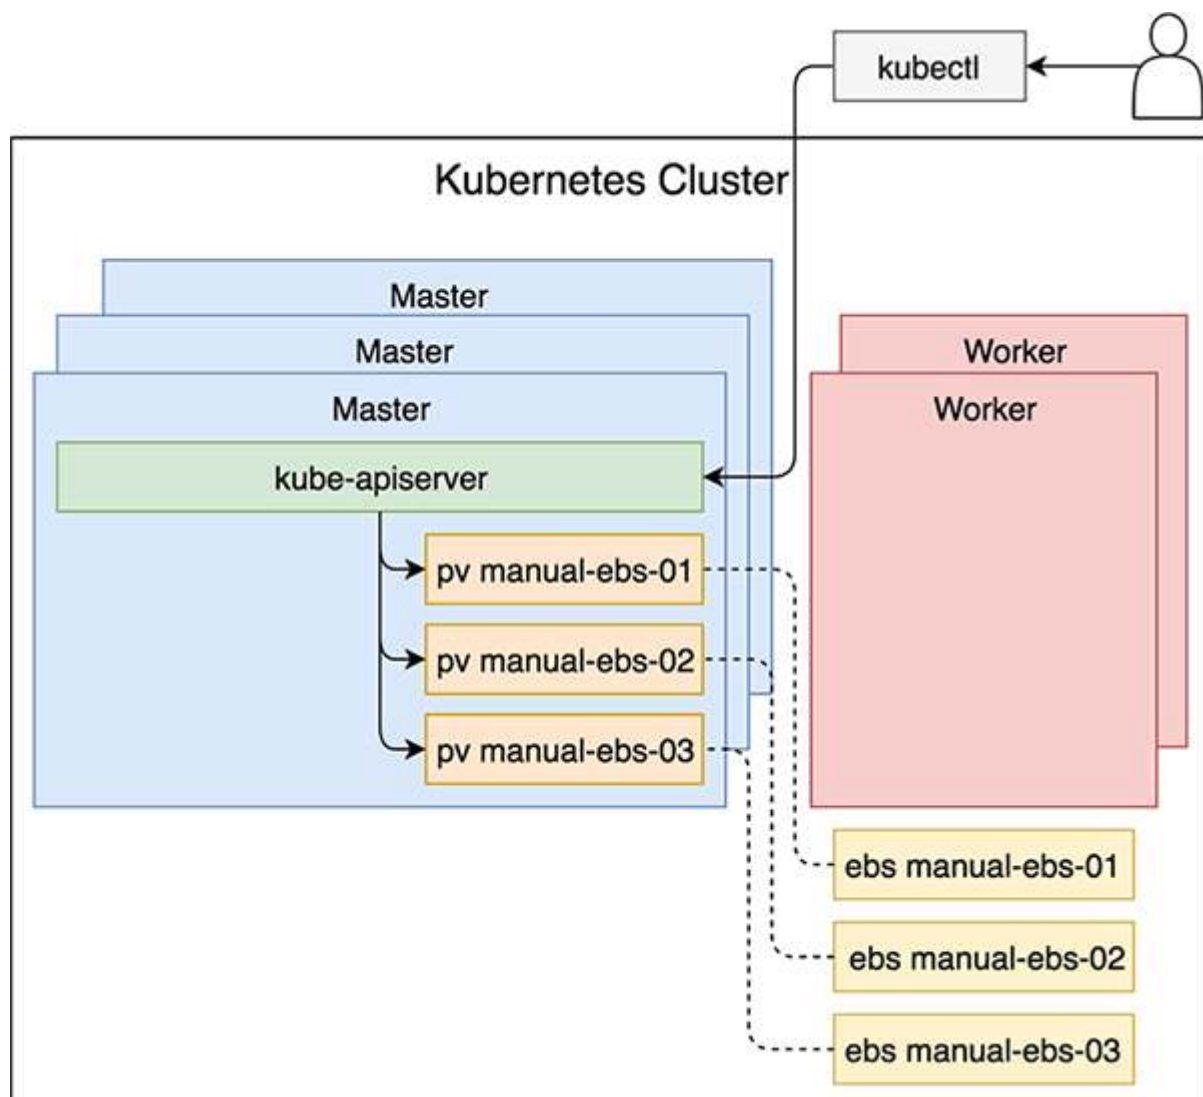 kubectl
Kubernetes Cluster
Master
Master
Master
Worker
Worker
kube-apiserver
pv manual-ebs-01
pv manual-ebs-02
pv manual-ebs-03
ebs manual-ebs-01
ebs manual-ebs-02
ebs manual-ebs-03